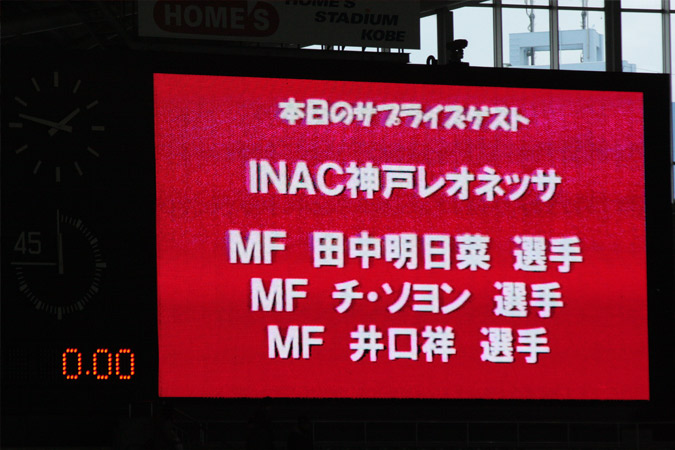 HOME'S
HOME'S
STADIUM
KOBE
本日のサプライズゲスト
INAC神戸レオネッサ
MF 田中明日菜 選手
MF チ・ソヨン 選手
MF 井口祥 選手
45
0.00